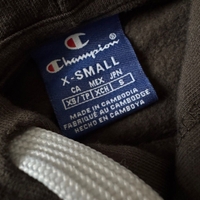 Champion
X-SMALL
CA MEX JPN
XS/TP XCH S
MADE IN CAMBODIA
FABRIQUÉ AU CAMBODGE
HECHO EN CAMBOYA